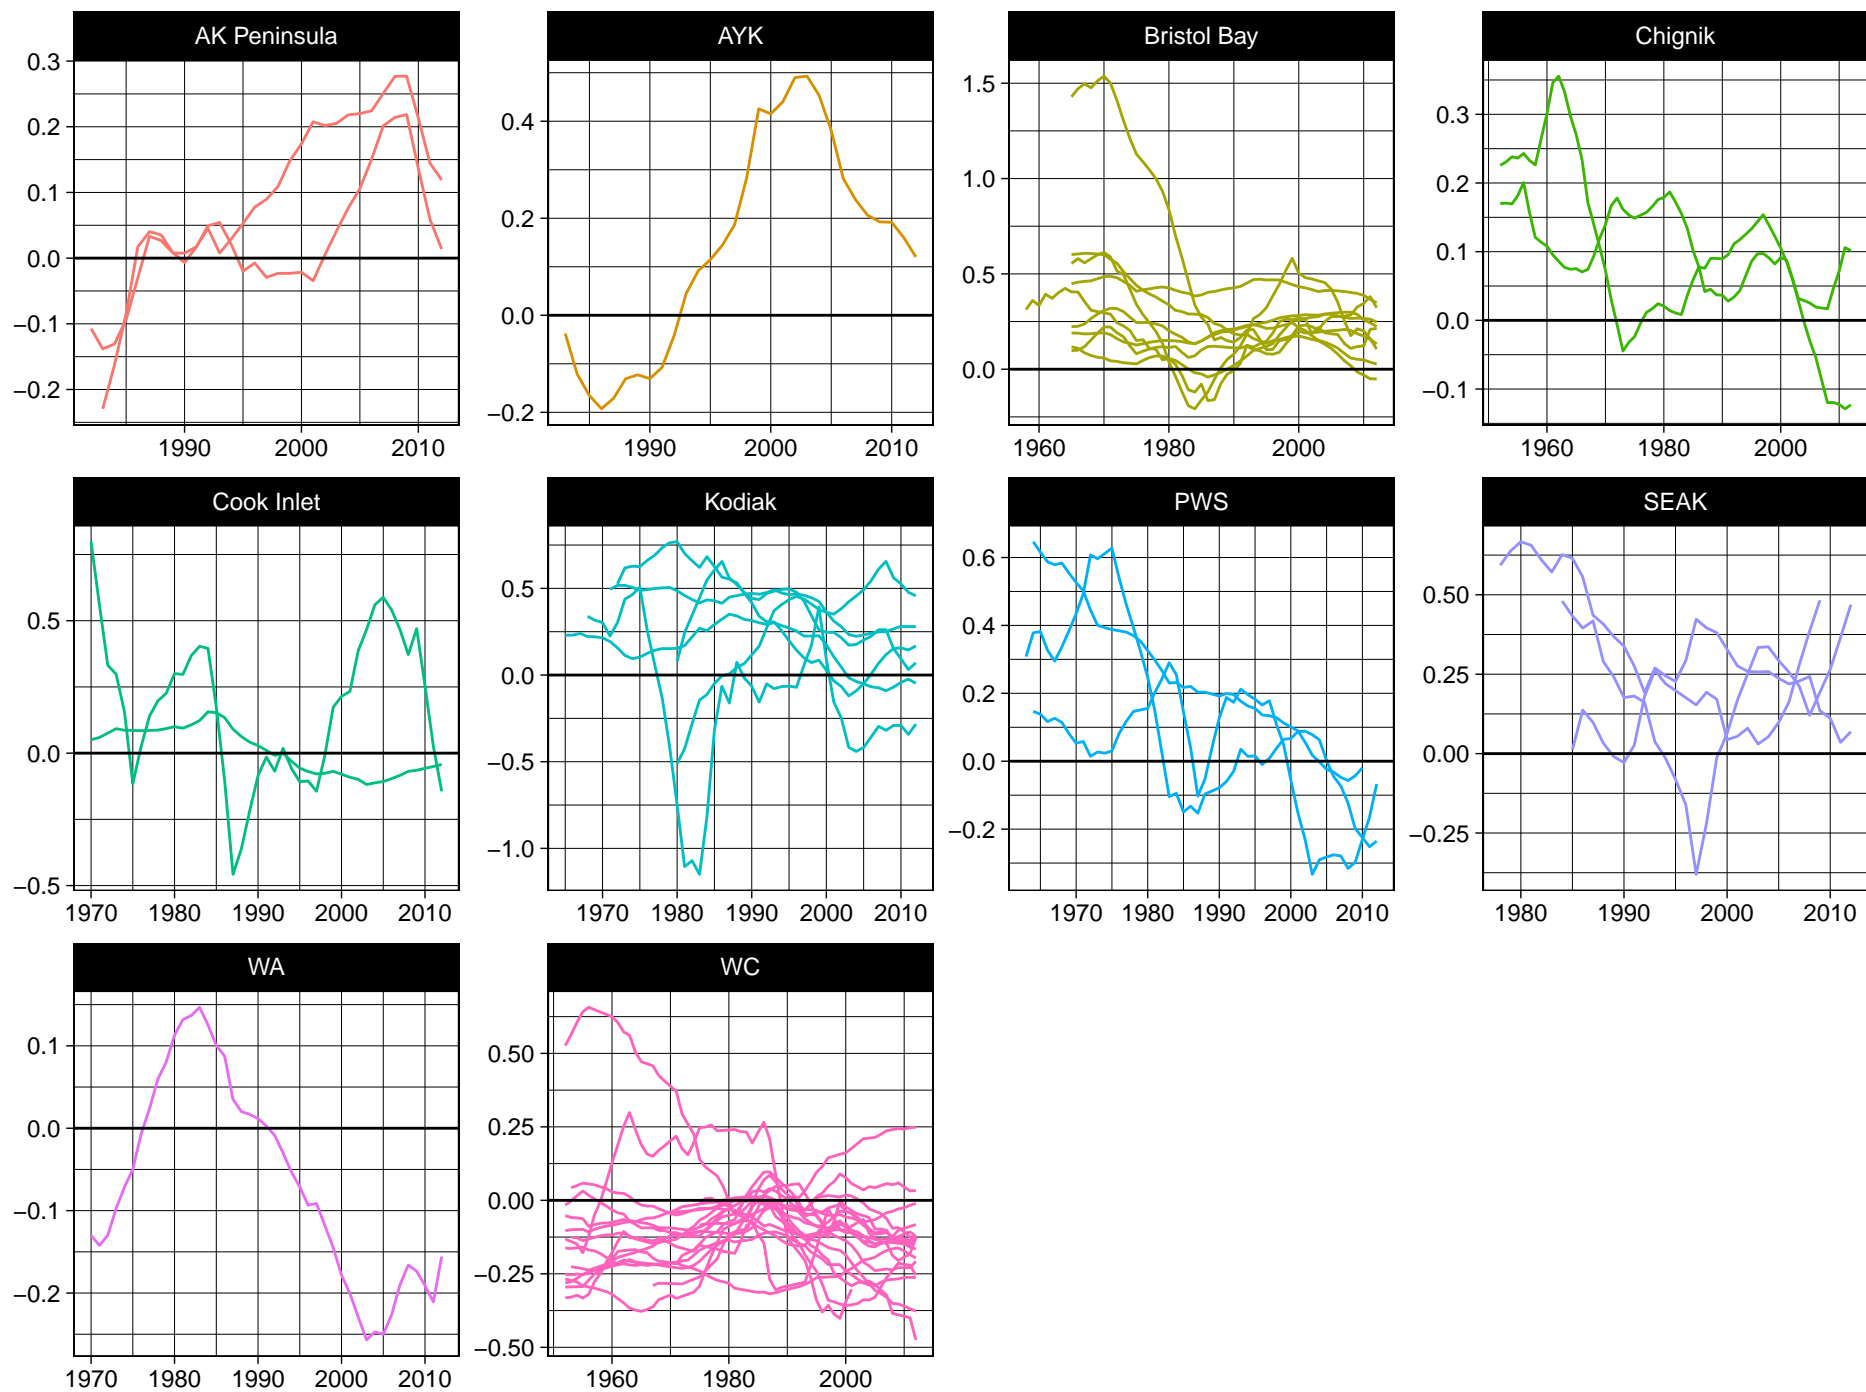 AK Peninsula
0.3
0.2
0.1
0.0
−0.1
−0.2
1990 2000 2010
AYK
0.4
0.2
0.0
−0.2
1990 2000 2010
Bristol Bay
1.5
1.0
0.5
0.0
1960 1980 2000
Chignik
0.3
0.2
0.1
0.0
−0.1
1960 1980 2000
Cook Inlet
0.5
0.0
−0.5
1970 1980 1990 2000 2010
Kodiak
0.5
0.0
−0.5
−1.0
1970 1980 1990 2000 2010
PWS
0.6
0.4
0.2
0.0
−0.2
1970 1980 1990 2000 2010
SEAK
0.50
0.25
0.00
−0.25
1980 1990 2000 2010
WA
0.1
0.0
−0.1
−0.2
1970 1980 1990 2000 2010
WC
0.50
0.25
0.00
−0.25
−0.50
1960 1980 2000